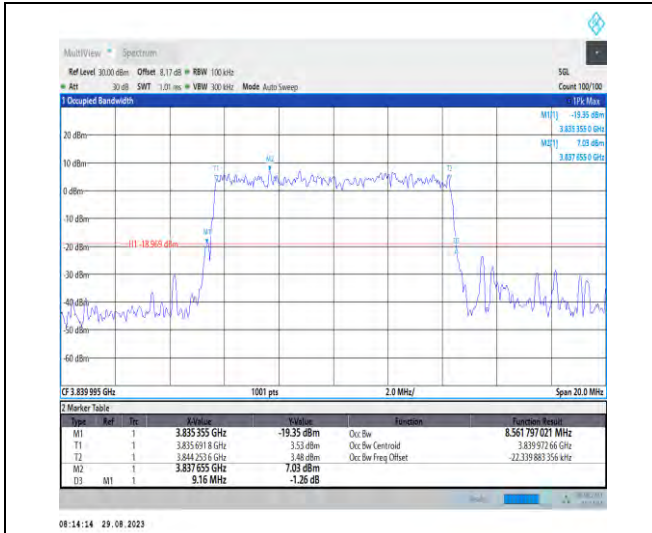 MultiView Spectrum
Ref Level 30.00 dBm Offset 8.17 dB RBW 100 kHz SGL
Att 30 dB SWT 1.01 ms VBW 300 kHz Mode Auto Sweep Count 100/100
1 Occupied Bandwidth 1Pk Max
M1[1] -19.35 dBm
3.835 355 0 GHz
M2[1] 7.03 dBm
3.837 655 0 GHz
20 dBm
10 dBm
0 dBm
-10 dBm
-20 dBm
-30 dBm
-40 dBm
-50 dBm
-60 dBm
T1
M2
T2
M1
H1 -18.969 dBm
D3
CF 3.839 995 GHz 1001 pts 2.0 MHz/ Span 20.0 MHz
2 Marker Table
Type Ref Trc X-Value Y-Value Function Function Result
M1 1 3.835 355 GHz -19.35 dBm Occ Bw 8.561 797 021 MHz
T1 1 3.835 691 8 GHz 3.53 dBm Occ Bw Centroid 3.839 972 66 GHz
T2 1 3.844 253 6 GHz 3.48 dBm Occ Bw Freq Offset -22.339 883 356 kHz
M2 1 3.837 655 GHz 7.03 dBm
D3 M1 1 9.16 MHz -1.26 dB
08:14:14 29.08.2023